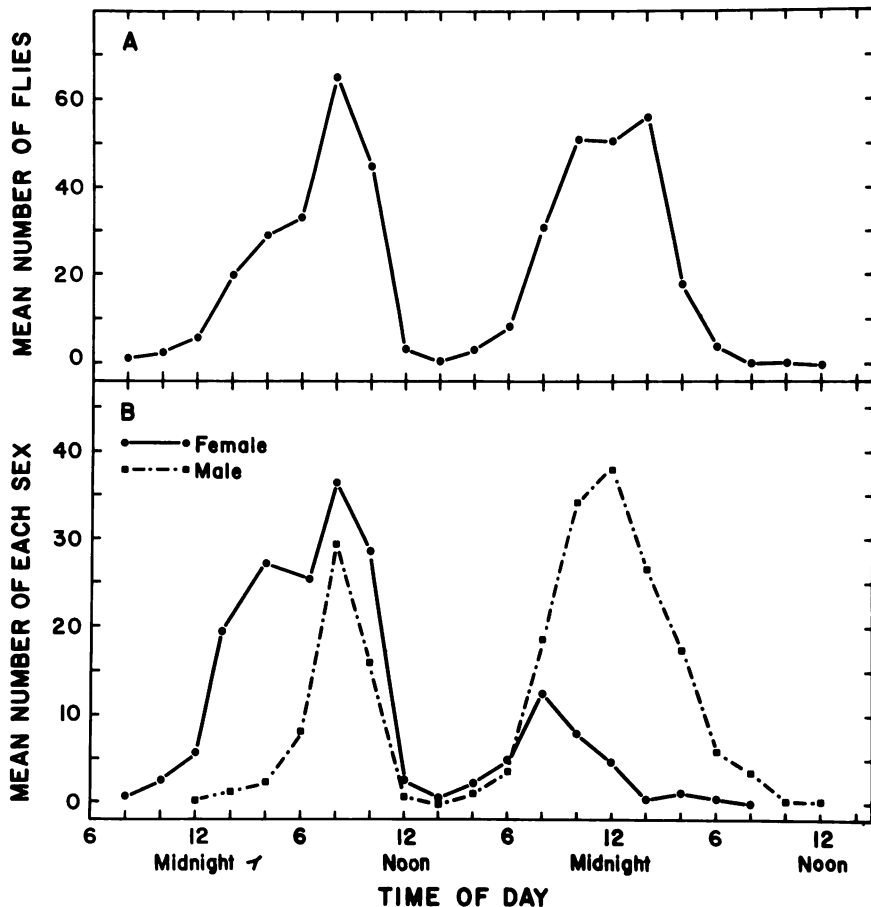 A
MEAN NUMBER OF FLIES
60
40
20
0
B
Female
Male
MEAN NUMBER OF EACH SEX
40
30
20
10
0
6 12 6 12 6 12 6 12
Midnight Noon Midnight Noon
TIME OF DAY